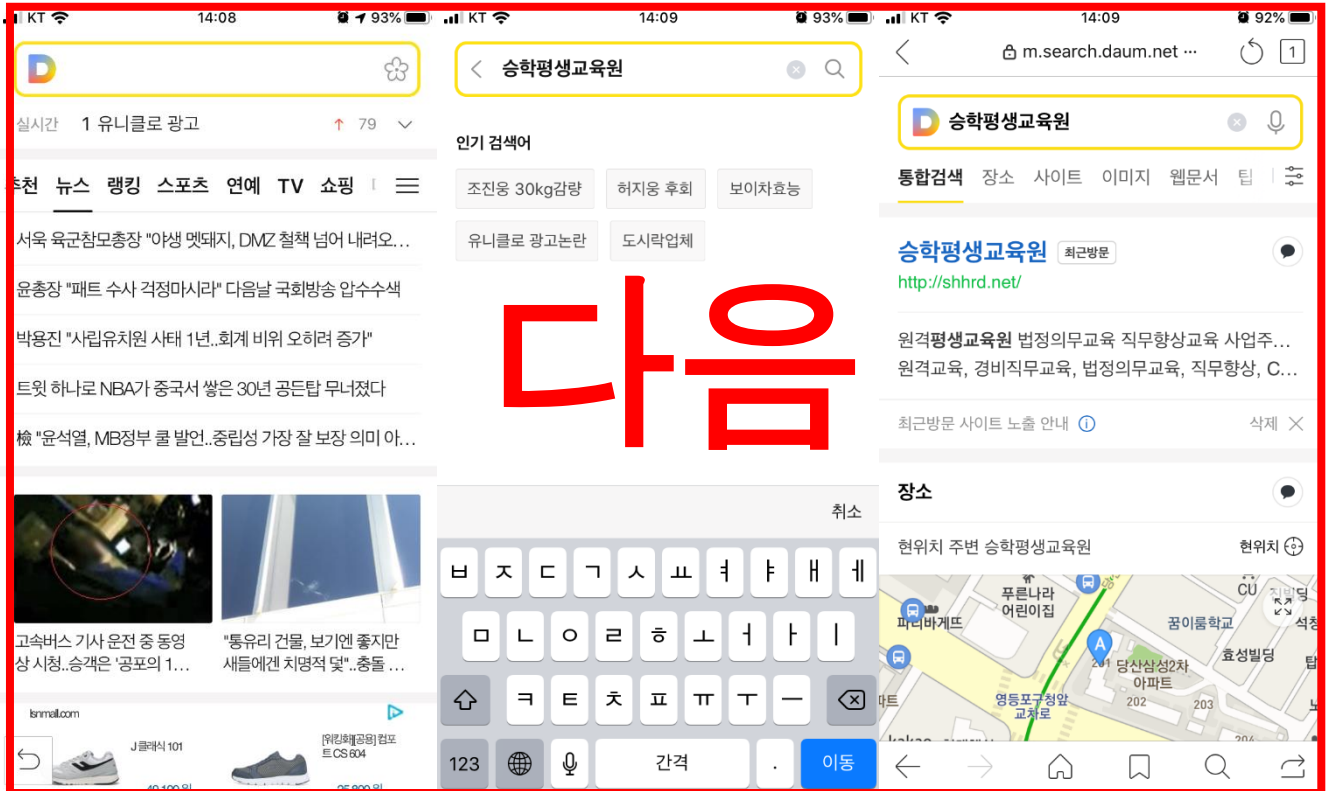 KT 14:08 93%
D
실시간 1 유니클로 광고 79
추천 뉴스 랭킹 스포츠 연예 TV 쇼핑
서욱 육군참모총장 "야생 멧돼지, DMZ 철책 넘어 내려오...
윤총장 "패트 수사 걱정마시라" 다음날 국회방송 압수수색
박용진 "사립유치원 사태 1년..회계 비위 오히려 증가"
트윗 하나로 NBA가 중국서 쌓은 30년 공든탑 무너졌다
檢 "윤석열, MB정부 쿨 발언..중립성 가장 잘 보장 의미 아...
고속버스 기사 운전 중 동영
상 시청..승객은 '공포의 1...
"통유리 건물, 보기엔 좋지만
새들에겐 치명적 덫"..충돌 ...
lsnmall.com
J 클래식 101
[워킹화][공용] 컴포
트 CS 604
KT 14:09 93%
승학평생교육원
인기 검색어
조진웅 30kg감량 허지웅 후회 보이차효능
유니클로 광고논란 도시락업체
다음
취소
ㅂ ㅈ ㄷ ㄱ ㅅ ㅛ ㅕ ㅑ ㅐ ㅔ
ㅁ ㄴ ㅇ ㄹ ㅎ ㅗ ㅓ ㅏ ㅣ
ㅋ ㅌ ㅊ ㅍ ㅠ ㅜ ㅡ
123 간격 . 이동
KT 14:09 92%
m.search.daum.net ··· 1
D 승학평생교육원
통합검색 장소 사이트 이미지 웹문서 팁
승학평생교육원 최근방문
http://shhrd.net/
원격평생교육원 법정의무교육 직무향상교육 사업주...
원격교육, 경비직무교육, 법정의무교육, 직무향상, C...
최근방문 사이트 노출 안내 삭제
장소
현위치 주변 승학평생교육원 현위치
푸른나라
어린이집
CU
파리바게뜨
꿈이룸학교
A
201 당산삼성2차
아파트
효성빌딩
영등포구청앞
교차로
202
203
204
kakao